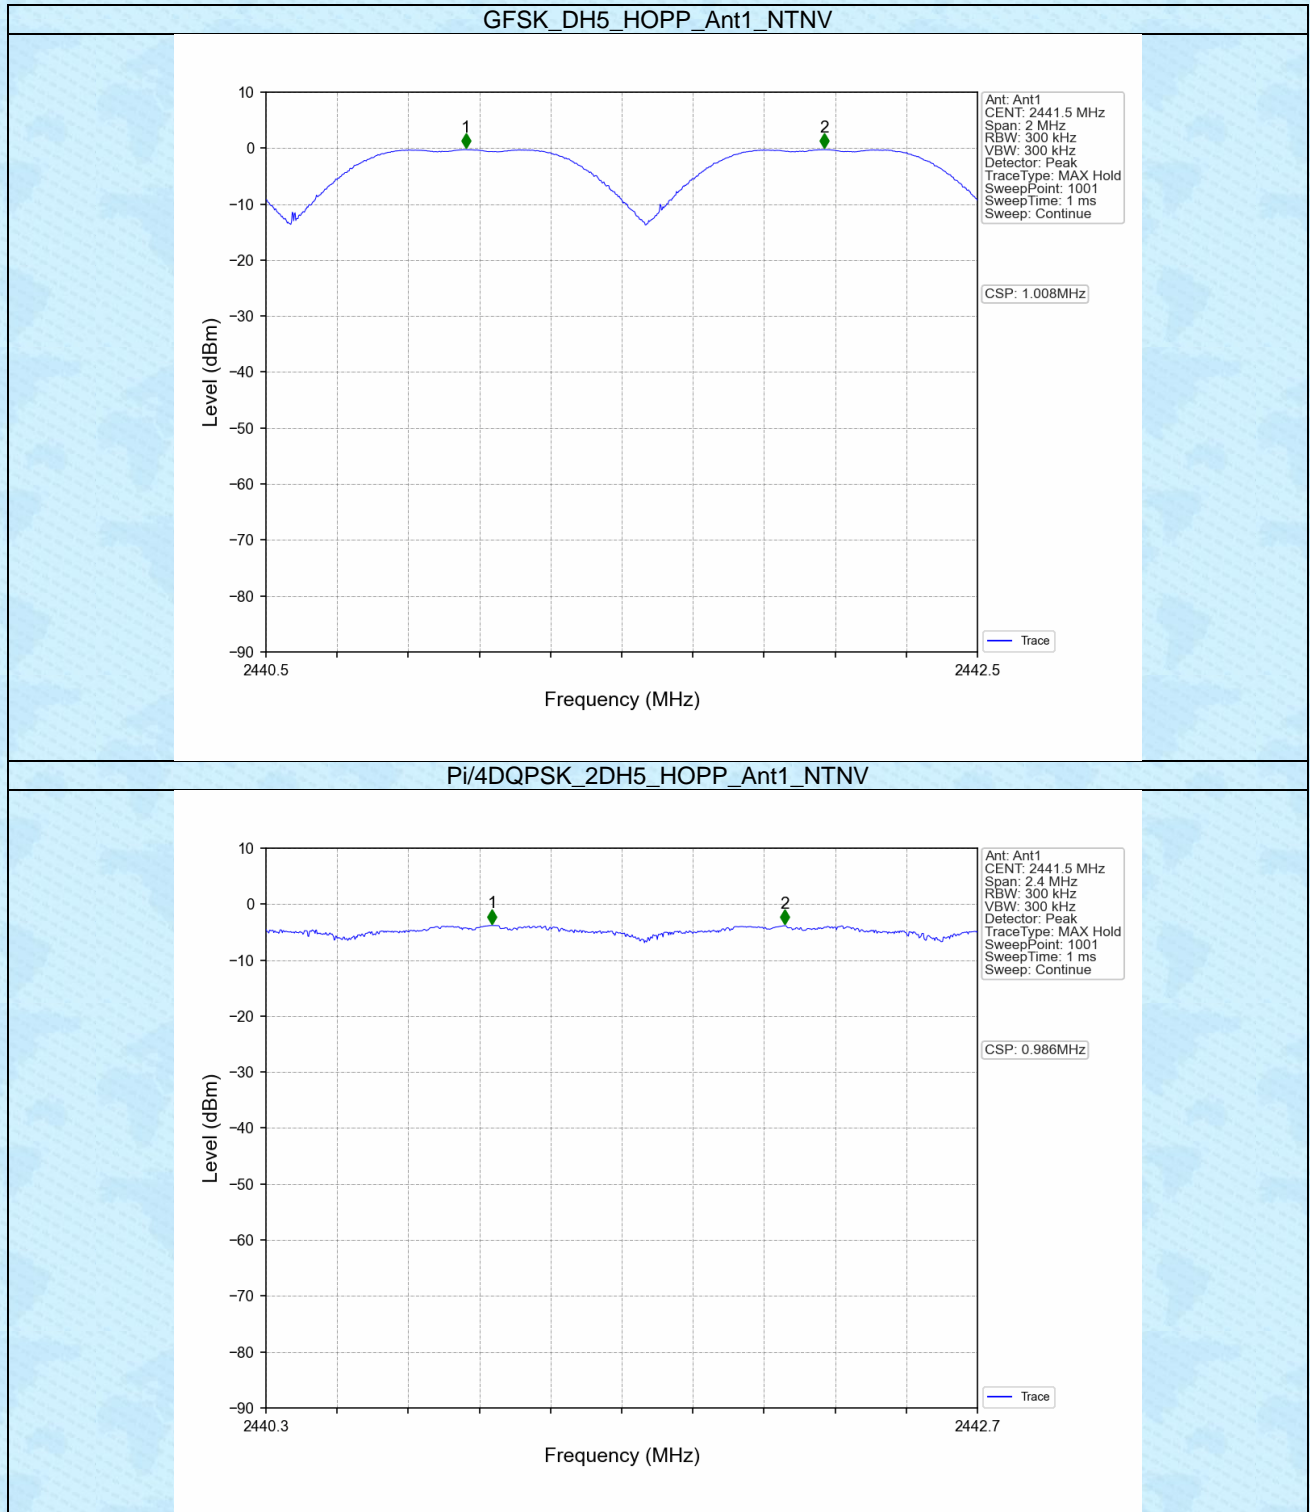 GFSK_DH5_HOPP_Ant1_NTNV
10
0
−10
−20
−30
−40
−50
−60
−70
−80
−90
Level (dBm)
1
2
2440.5
2442.5
Frequency (MHz)
Ant: Ant1
CENT: 2441.5 MHz
Span: 2 MHz
RBW: 300 kHz
VBW: 300 kHz
Detector: Peak
TraceType: MAX Hold
SweepPoint: 1001
SweepTime: 1 ms
Sweep: Continue
CSP: 1.008MHz
Trace
Pi/4DQPSK_2DH5_HOPP_Ant1_NTNV
10
0
−10
−20
−30
−40
−50
−60
−70
−80
−90
Level (dBm)
1
2
2440.3
2442.7
Frequency (MHz)
Ant: Ant1
CENT: 2441.5 MHz
Span: 2.4 MHz
RBW: 300 kHz
VBW: 300 kHz
Detector: Peak
TraceType: MAX Hold
SweepPoint: 1001
SweepTime: 1 ms
Sweep: Continue
CSP: 0.986MHz
Trace